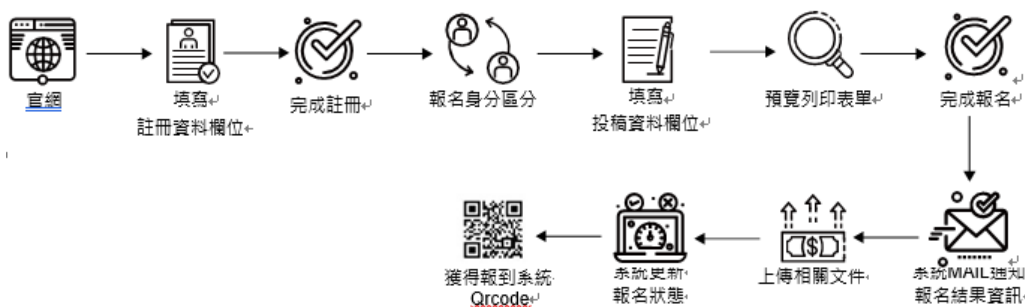 官網
填寫
註冊資料欄位
完成註冊
報名身分區分
填寫
投稿資料欄位
預覽列印表單
完成報名
系統MAIL通知
報名結果資訊
上傳相關文件
系統更新
報名狀態
獲得報到系統
Qrcode